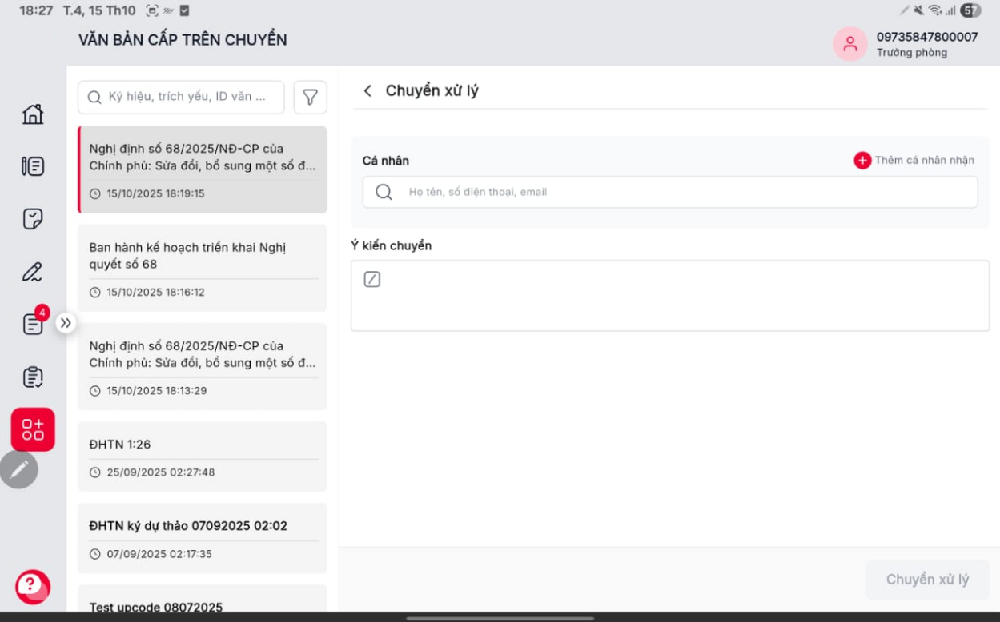 18:27 T.4, 15 Th10
57
VĂN BẢN CẤP TRÊN CHUYỂN
09735847800007
Trưởng phòng
Ký hiệu, trích yếu, ID văn ...
Nghị định số 68/2025/NĐ-CP của
Chính phủ: Sửa đổi, bổ sung một số đ...
15/10/2025 18:19:15
Ban hành kế hoạch triển khai Nghị
quyết số 68
15/10/2025 18:16:12
Nghị định số 68/2025/NĐ-CP của
Chính phủ: Sửa đổi, bổ sung một số đ...
15/10/2025 18:13:29
ĐHTN 1:26
25/09/2025 02:27:48
ĐHTN ký dự thảo 07092025 02:02
07/09/2025 02:17:35
Test upcode 08072025
4
?
Chuyển xử lý
Cá nhân
Thêm cá nhân nhận
Họ tên, số điện thoại, email
Ý kiến chuyển
Chuyển xử lý